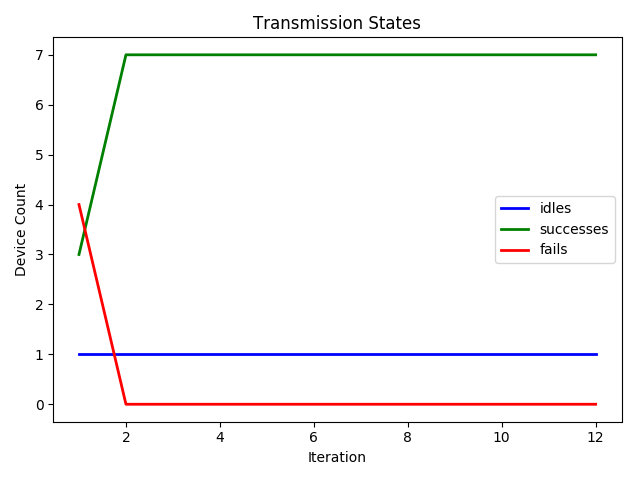 Transmission States
Device Count
7
6
5
4
3
2
1
0
idles
successes
fails
2 4 6 8 10 12
Iteration